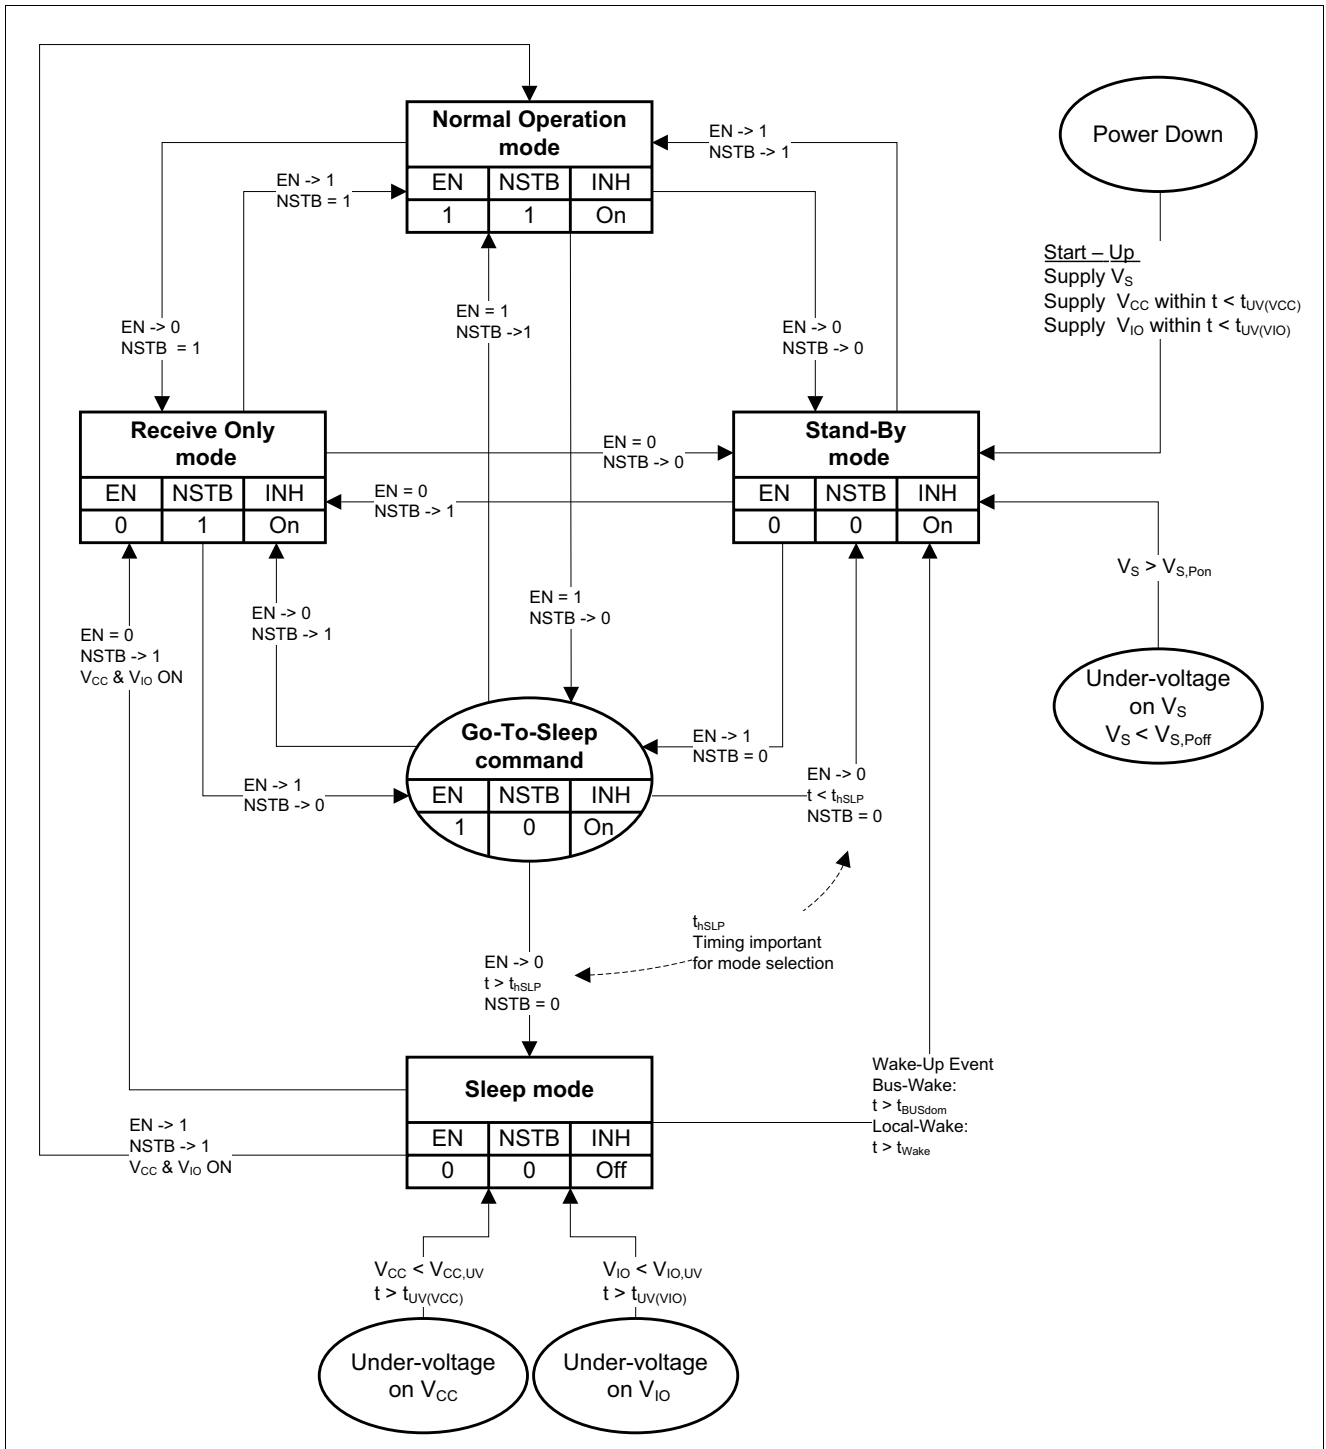 Normal Operation
mode
EN NSTB INH
1 1 On
Power Down
EN -> 1
NSTB -> 1
EN -> 1
NSTB = 1
Start – Up
Supply VS
Supply VCC within t < tUV(VCC)
Supply VIO within t < tUV(VIO)
EN -> 0
NSTB = 1
EN = 1
NSTB ->1
EN -> 0
NSTB -> 0
Receive Only
mode
EN NSTB INH
0 1 On
EN = 0
NSTB -> 0
EN = 0
NSTB -> 1
Stand-By
mode
EN NSTB INH
0 0 On
VS > VS,Pon
EN = 0
NSTB -> 1
VCC & VIO ON
EN -> 0
NSTB -> 1
EN = 1
NSTB -> 0
Under-voltage
on VS
VS < VS,Poff
Go-To-Sleep
command
EN NSTB INH
1 0 On
EN -> 1
NSTB = 0
EN -> 1
NSTB -> 0
EN -> 0
t < thSLP
NSTB = 0
thSLP
Timing important
for mode selection
EN -> 0
t > thSLP
NSTB = 0
Sleep mode
EN NSTB INH
0 0 Off
Wake-Up Event
Bus-Wake:
t > tBUSdom
Local-Wake:
t > tWake
EN -> 1
NSTB -> 1
VCC & VIO ON
VCC < VCC,UV
t > tUV(VCC)
VIO < VIO,UV
t > tUV(VIO)
Under-voltage
on VCC
Under-voltage
on VIO